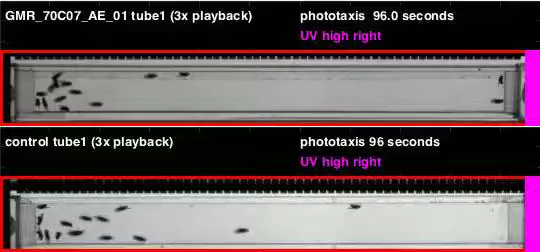 GMR_70C07_AE_01 tube1 (3x playback)
phototaxis 96.0 seconds
UV high right
control tube1 (3x playback)
phototaxis 96 seconds
UV high right